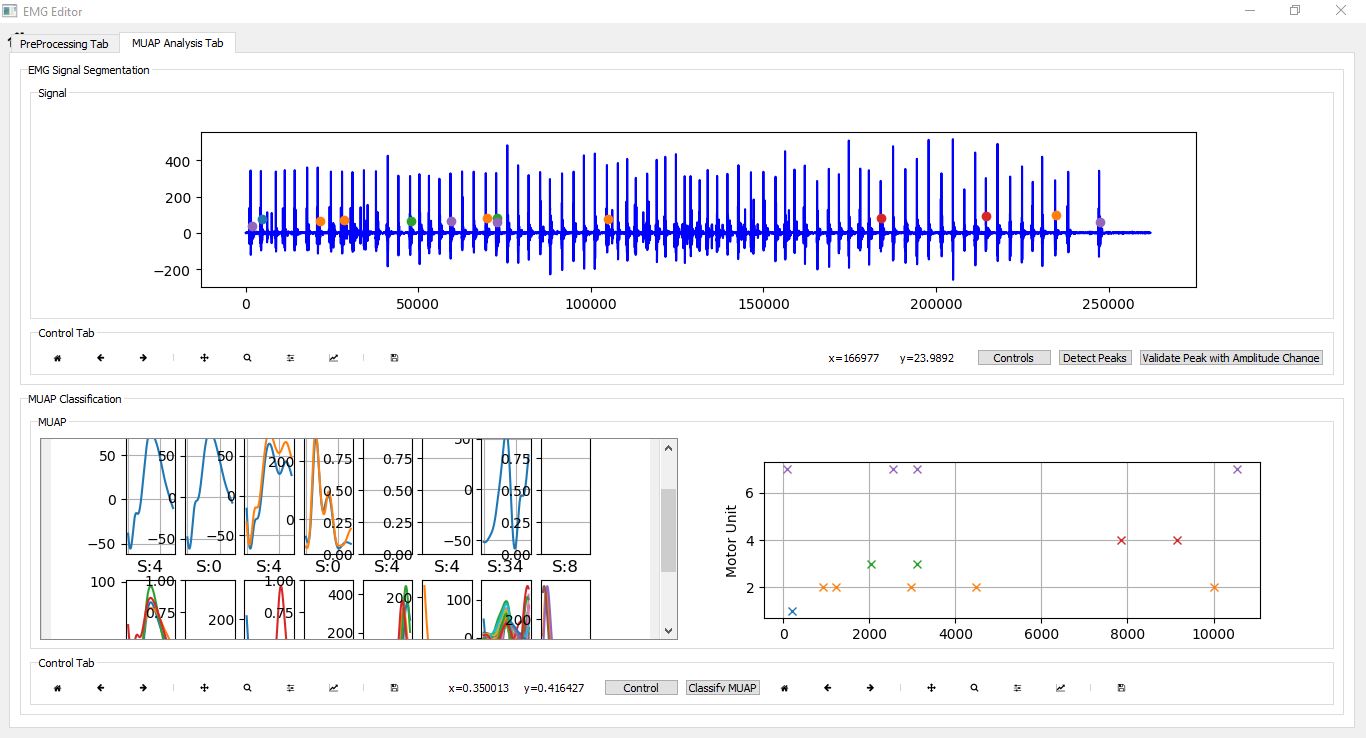 EMG Editor
PreProcessing Tab MUAP Analysis Tab
EMG Signal Segmentation
Signal
400
200
0
−200
0 50000 100000 150000 200000 250000
Control Tab
x=166977 y=23.9892 Controls Detect Peaks Validate Peak with Amplitude Change
MUAP Classification
MUAP
50 50 50 200 0.75 0.75 50 0.75
0 0 0 0 0.50 0.50 0 0.50
−50 −50 −50 0.25 0.25 −50 0.25
0.00 0.00 0.00
S:4 S:0 S:4 S:0 S:4 S:4 S:34 S:8
100 1.00 1.00 400 200 100
0.75 200 0.75 200 0 200
Motor Unit
6
4
2
0 2000 4000 6000 8000 10000
Control Tab
x=0.350013 y=0.416427 Control Classify MUAP